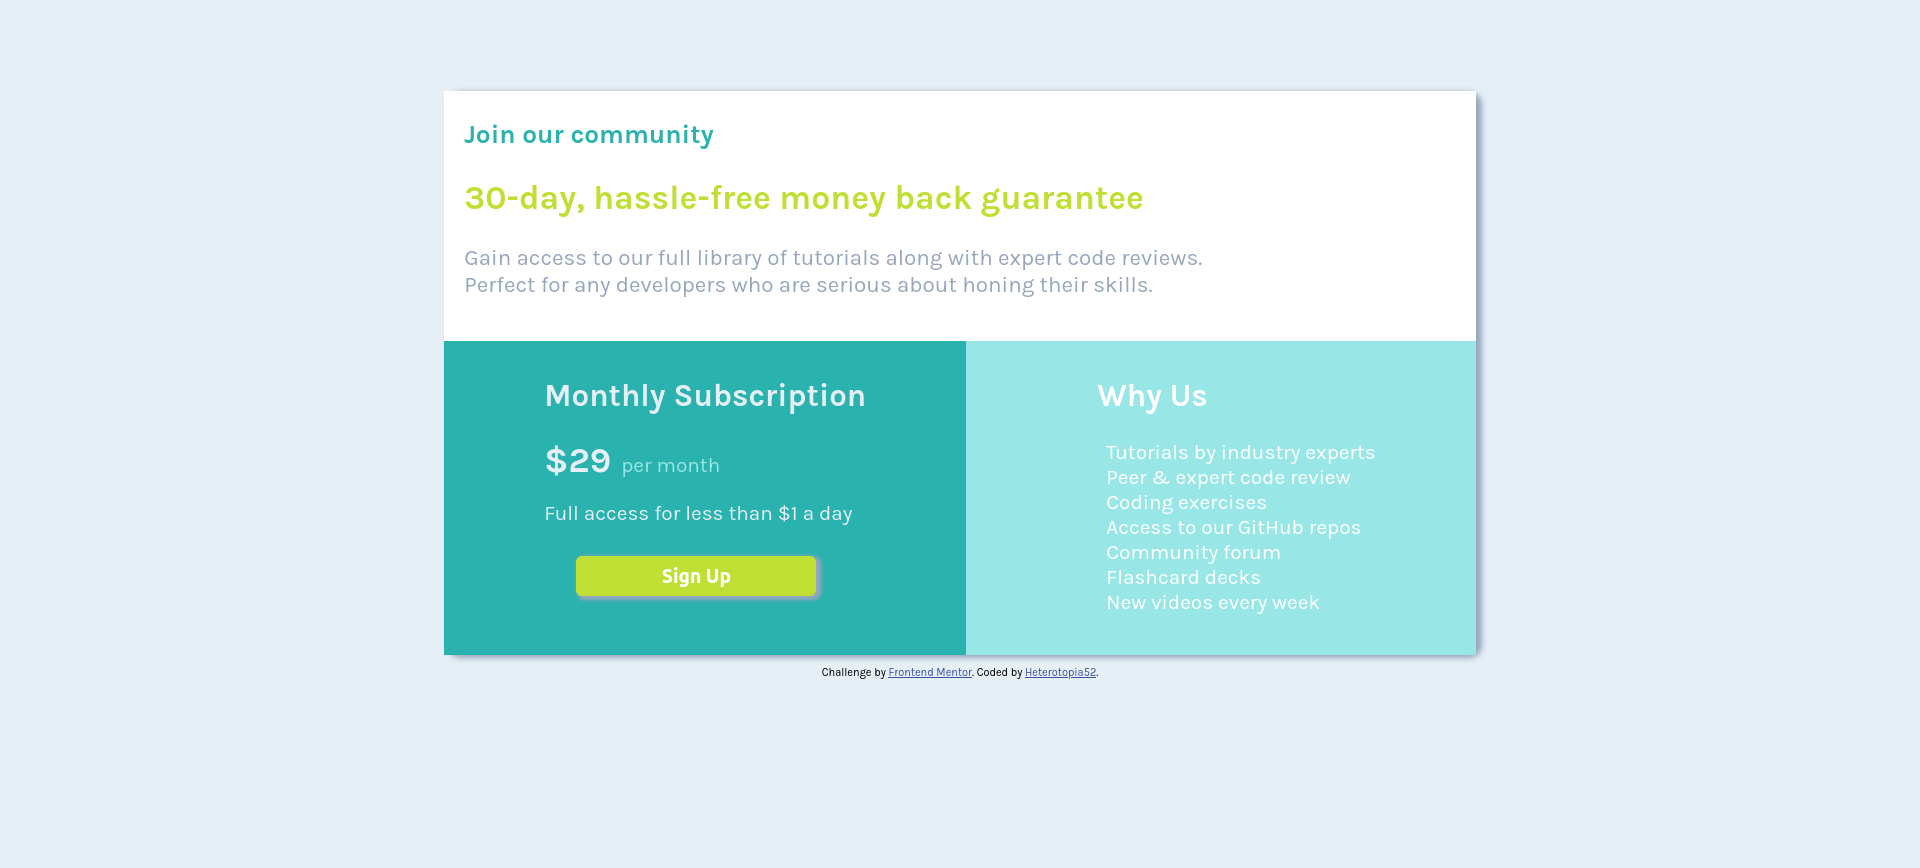 Join our community
30-day, hassle-free money back guarantee
Gain access to our full library of tutorials along with expert code reviews.
Perfect for any developers who are serious about honing their skills.
Monthly Subscription
$29 per month
Full access for less than $1 a day
Sign Up
Why Us
Tutorials by industry experts
Peer & expert code review
Coding exercises
Access to our GitHub repos
Community forum
Flashcard decks
New videos every week
Challenge by Frontend Mentor. Coded by Heterotopia52.